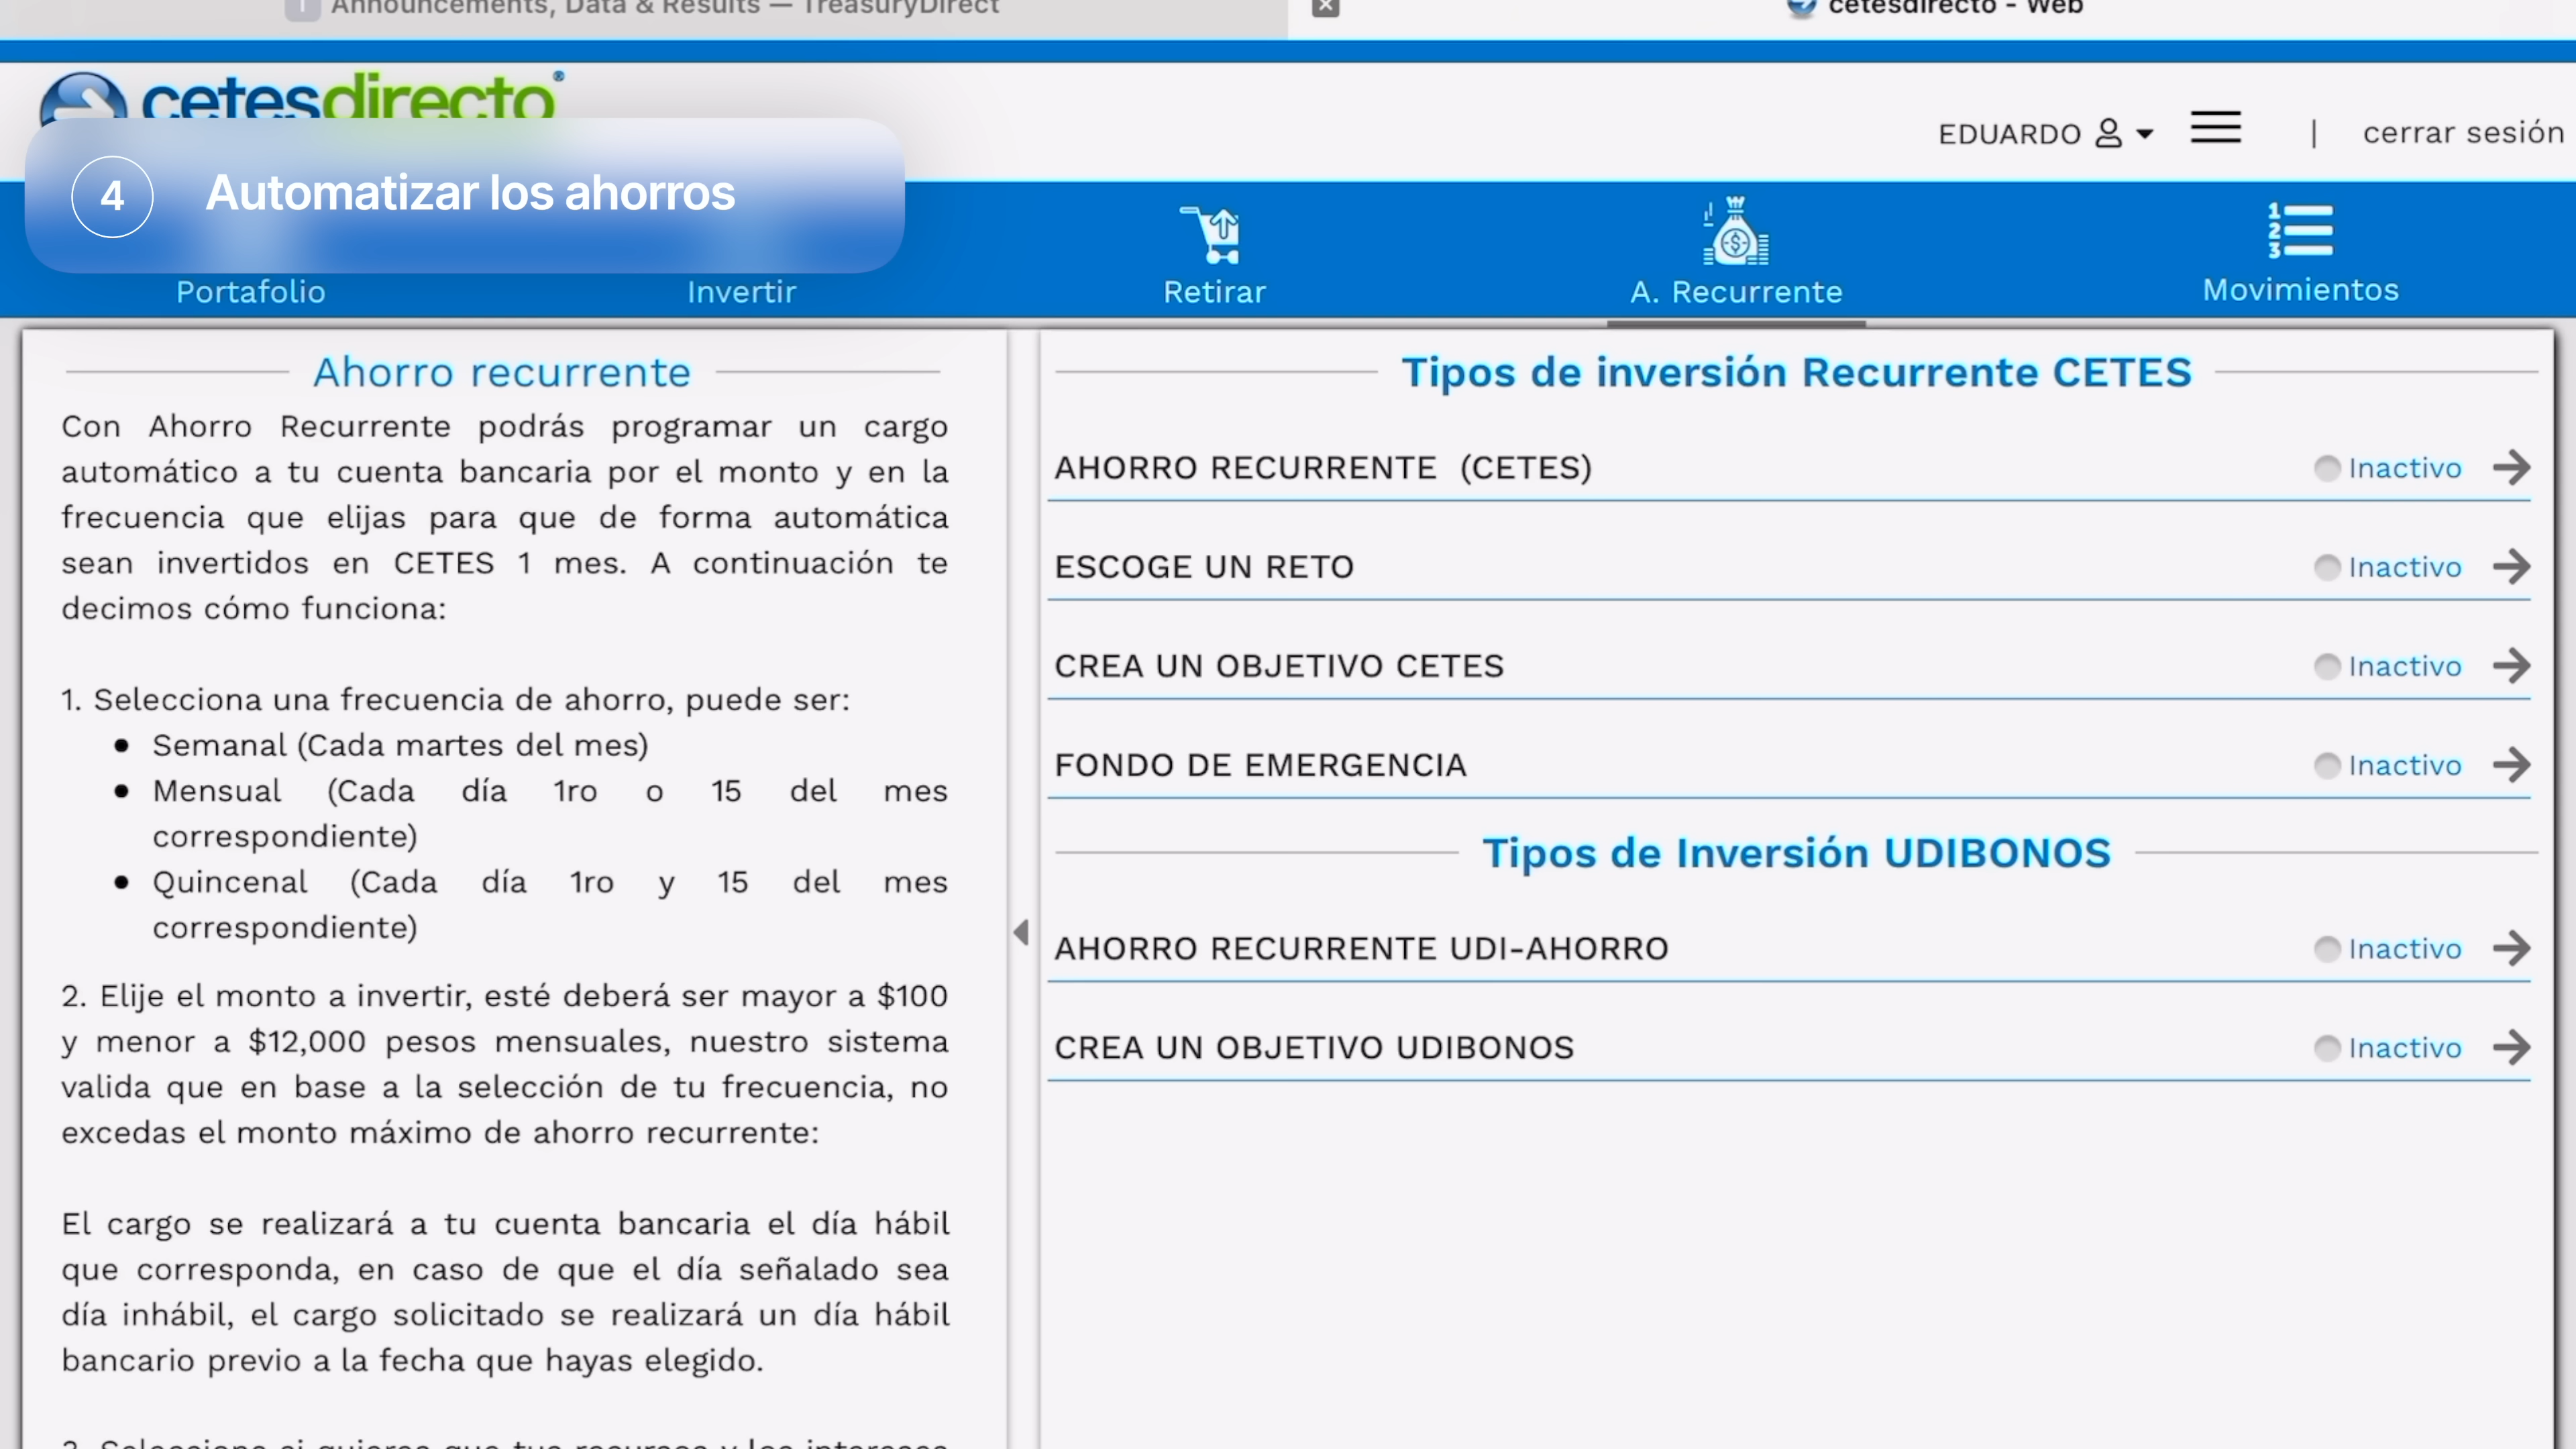 Announcements, Data & Results — TreasuryDirect
cetesdirecto - Web
cetesdirecto®
EDUARDO
| cerrar sesión
4 Automatizar los ahorros
Portafolio
Invertir
Retirar
A. Recurrente
Movimientos
Ahorro recurrente
Con Ahorro Recurrente podrás programar un cargo
automático a tu cuenta bancaria por el monto y en la
frecuencia que elijas para que de forma automática
sean invertidos en CETES 1 mes. A continuación te
decimos cómo funciona:
1. Selecciona una frecuencia de ahorro, puede ser:
• Semanal (Cada martes del mes)
• Mensual (Cada día 1ro o 15 del mes
correspondiente)
• Quincenal (Cada día 1ro y 15 del mes
correspondiente)
2. Elije el monto a invertir, esté deberá ser mayor a $100
y menor a $12,000 pesos mensuales, nuestro sistema
valida que en base a la selección de tu frecuencia, no
excedas el monto máximo de ahorro recurrente:
El cargo se realizará a tu cuenta bancaria el día hábil
que corresponda, en caso de que el día señalado sea
día inhábil, el cargo solicitado se realizará un día hábil
bancario previo a la fecha que hayas elegido.
Tipos de inversión Recurrente CETES
AHORRO RECURRENTE (CETES) Inactivo
ESCOGE UN RETO Inactivo
CREA UN OBJETIVO CETES Inactivo
FONDO DE EMERGENCIA Inactivo
Tipos de Inversión UDIBONOS
AHORRO RECURRENTE UDI-AHORRO Inactivo
CREA UN OBJETIVO UDIBONOS Inactivo